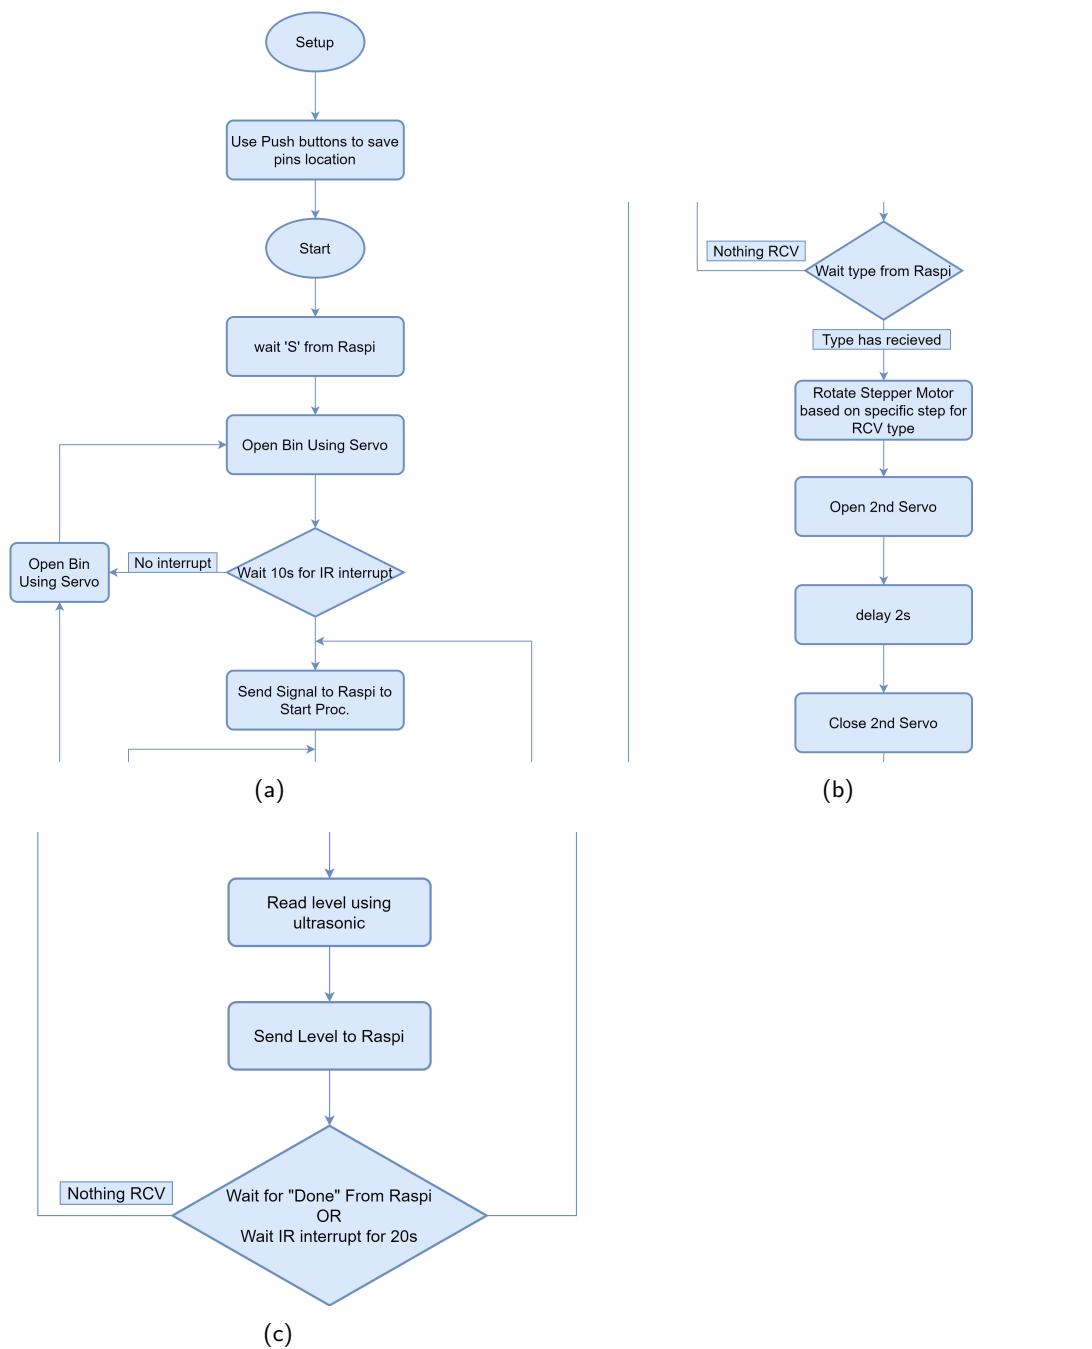 Setup
Use Push buttons to save
pins location
Start
wait 'S' from Raspi
Open Bin Using Servo
Open Bin
Using Servo
No interrupt
Wait 10s for IR interrupt
Send Signal to Raspi to
Start Proc.
(a)
Nothing RCV
Wait type from Raspi
Type has recieved
Rotate Stepper Motor
based on specific step for
RCV type
Open 2nd Servo
delay 2s
Close 2nd Servo
(b)
Read level using
ultrasonic
Send Level to Raspi
Nothing RCV
Wait for "Done" From Raspi
OR
Wait IR interrupt for 20s
(c)